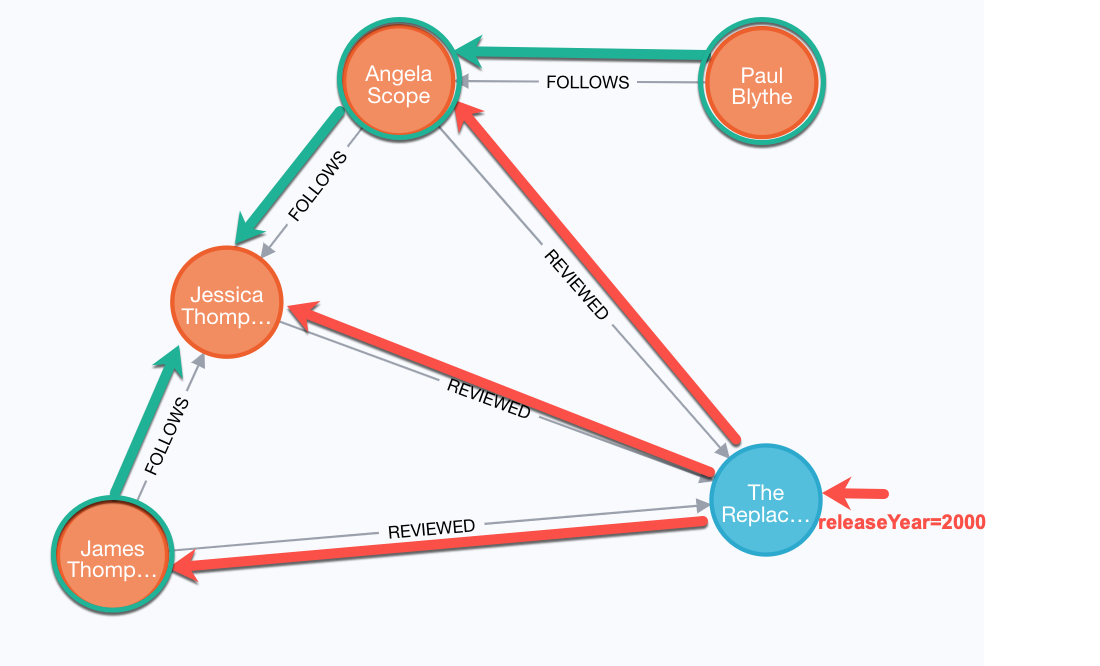 Angela
Scope
FOLLOWS
Paul
Blythe
FOLLOWS
REVIEWED
Jessica
Thomp...
REVIEWED
FOLLOWS
The
Replac...
releaseYear=2000
REVIEWED
James
Thomp...